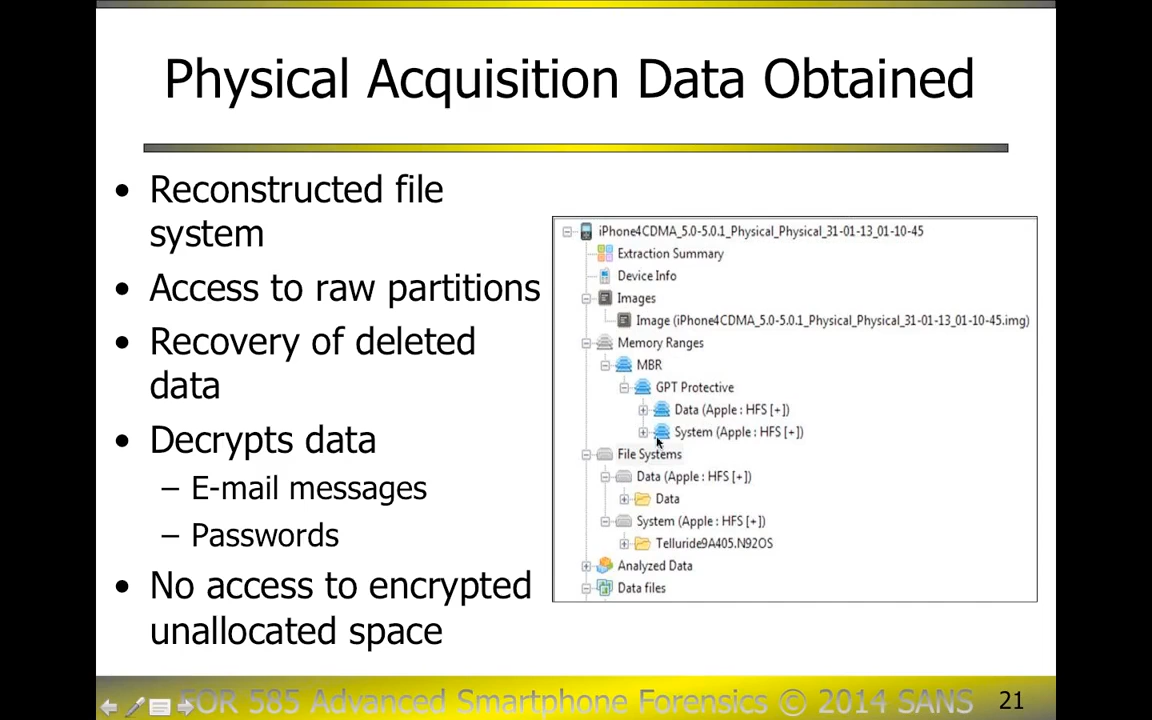 Physical Acquisition Data Obtained
• Reconstructed file
system
• Access to raw partitions
• Recovery of deleted
data
• Decrypts data
– E-mail messages
– Passwords
• No access to encrypted
unallocated space
iPhone4CDMA_5.0-5.0.1_Physical_Physical_31-01-13_01-10-45
Extraction Summary
Device Info
Images
Image (iPhone4CDMA_5.0-5.0.1_Physical_Physical_31-01-13_01-10-45.img)
Memory Ranges
MBR
GPT Protective
Data (Apple : HFS [+])
System (Apple : HFS [+])
File Systems
Data (Apple : HFS [+])
Data
System (Apple : HFS [+])
Telluride9A405.N92OS
Analyzed Data
Data files
FOR 585 Advanced Smartphone Forensics © 2014 SANS
21